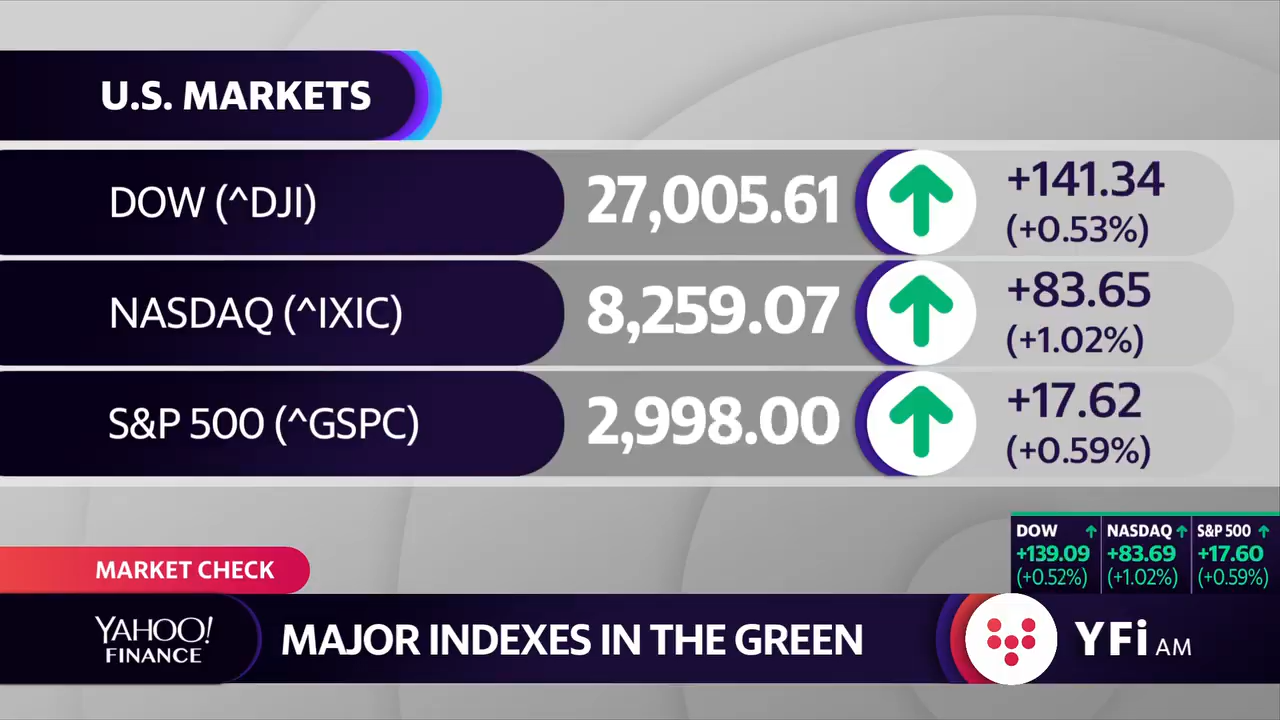 U.S. MARKETS
DOW (^DJI) 27,005.61 +141.34
(+0.53%)
NASDAQ (^IXIC) 8,259.07 +83.65
(+1.02%)
S&P 500 (^GSPC) 2,998.00 +17.62
(+0.59%)
DOW NASDAQ S&P 500
+139.09 +83.69 +17.60
(+0.52%) (+1.02%) (+0.59%)
MARKET CHECK
YAHOO!
FINANCE
MAJOR INDEXES IN THE GREEN
YFi AM